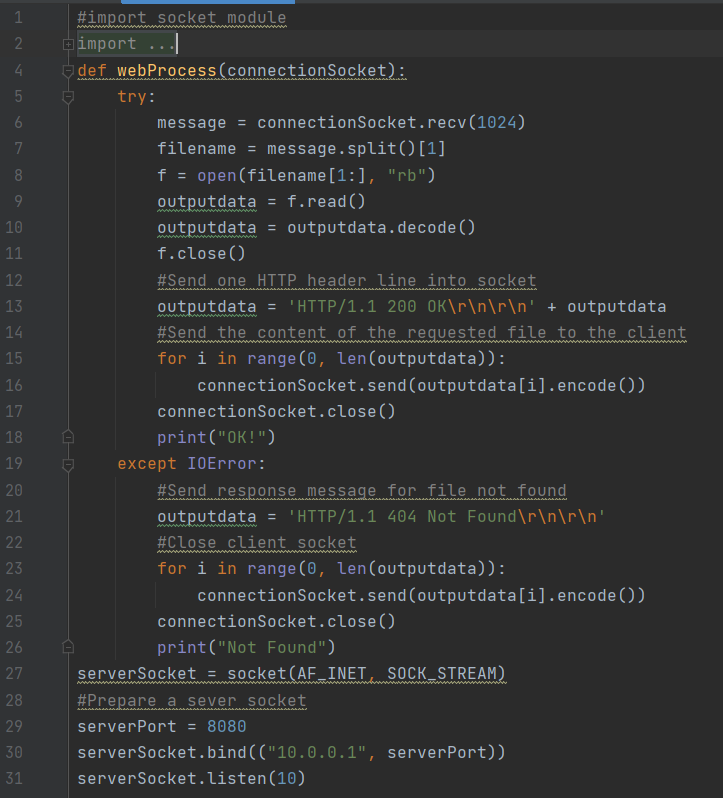 1 #import socket module
2 import ...
4 def webProcess(connectionSocket):
5     try:
6         message = connectionSocket.recv(1024)
7         filename = message.split()[1]
8         f = open(filename[1:], "rb")
9         outputdata = f.read()
10         outputdata = outputdata.decode()
11         f.close()
12         #Send one HTTP header line into socket
13         outputdata = 'HTTP/1.1 200 OK\r\n\r\n' + outputdata
14         #Send the content of the requested file to the client
15         for i in range(0, len(outputdata)):
16             connectionSocket.send(outputdata[i].encode())
17         connectionSocket.close()
18         print("OK!")
19     except IOError:
20         #Send response message for file not found
21         outputdata = 'HTTP/1.1 404 Not Found\r\n\r\n'
22         #Close client socket
23         for i in range(0, len(outputdata)):
24             connectionSocket.send(outputdata[i].encode())
25         connectionSocket.close()
26         print("Not Found")
27 serverSocket = socket(AF_INET, SOCK_STREAM)
28 #Prepare a sever socket
29 serverPort = 8080
30 serverSocket.bind(("10.0.0.1", serverPort))
31 serverSocket.listen(10)